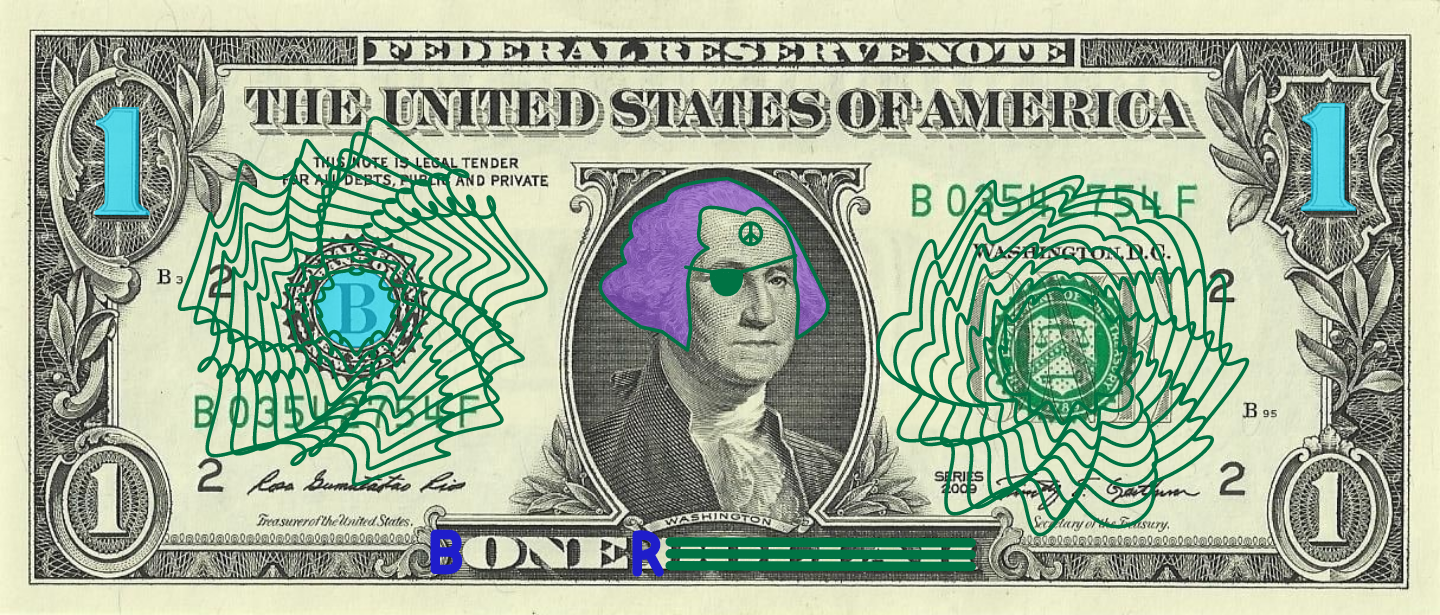 FEDERAL RESERVE NOTE
THE UNITED STATES OF AMERICA
1
1
THIS NOTE IS LEGAL TENDER
FOR ALL DEBTS, PUBLIC AND PRIVATE
B 03542754 F
WASHINGTON, D.C.
B 3
2
2
B
B 03542754 F
B 95
2
Rosa Gumataotao Rios
SERIES
2009
2
Treasurer of the United States.
WASHINGTON
Secretary of the Treasury.
1
1
BONER